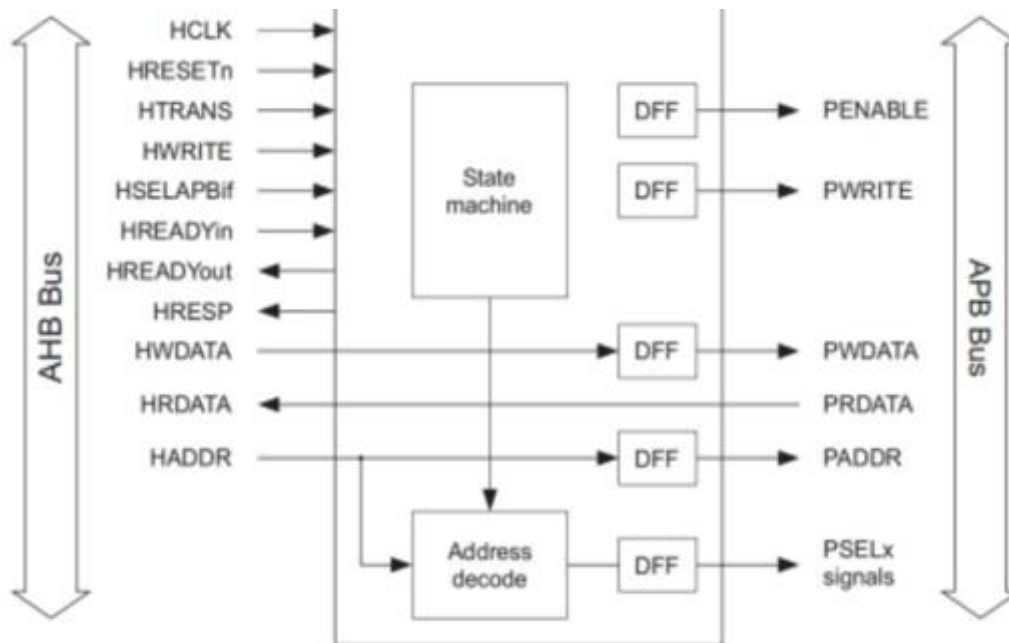 AHB Bus
HCLK
HRESETn
HTRANS
HWRITE
HSELAPBif
HREADYin
HREADYout
HRESP
HWDATA
HRDATA
HADDR
State
machine
Address
decode
DFF
DFF
DFF
DFF
DFF
PENABLE
PWRITE
PWDATA
PRDATA
PADDR
PSELx
signals
APB Bus